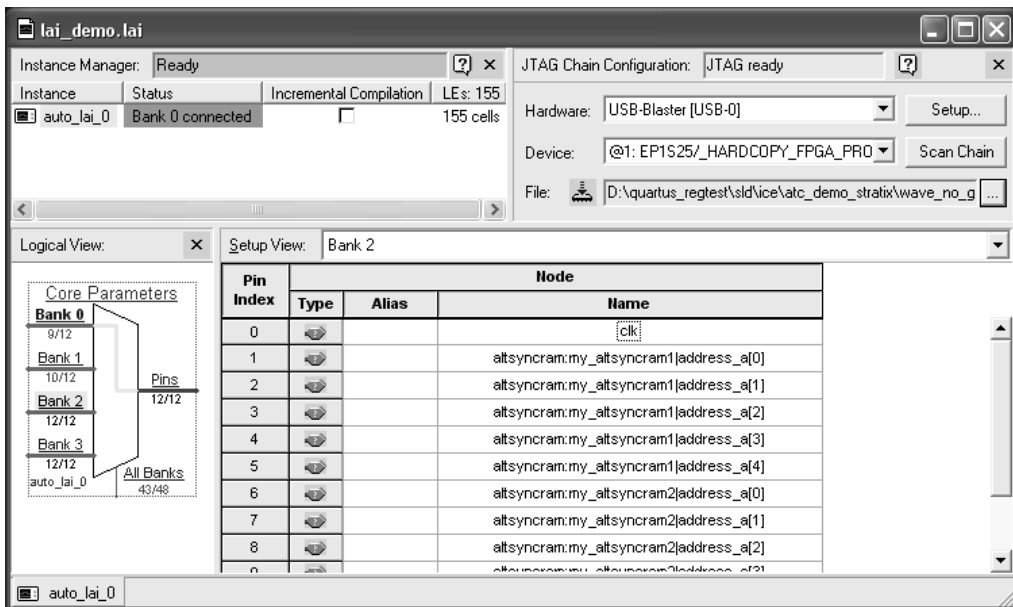 lai_demo.lai
Instance Manager: Ready
Instance Status Incremental Compilation LEs: 155
auto_lai_0 Bank 0 connected 155 cells
JTAG Chain Configuration: JTAG ready
Hardware: USB-Blaster [USB-0] Setup...
Device: @1: EP1S25/_HARDCOPY_FPGA_PRO Scan Chain
File: D:\quartus_regtest\sld\ice\atc_demo_stratix\wave_no_g ...
Logical View:
Core Parameters
Bank 0
9/12
Bank 1
10/12
Bank 2
12/12
Bank 3
12/12
Pins
12/12
All Banks
43/48
auto_lai_0
Setup View: Bank 2
Pin Index Node
Type Alias Name
0 clk
1 altsyncram:my_altsyncram1|address_a[0]
2 altsyncram:my_altsyncram1|address_a[1]
3 altsyncram:my_altsyncram1|address_a[2]
4 altsyncram:my_altsyncram1|address_a[3]
5 altsyncram:my_altsyncram1|address_a[4]
6 altsyncram:my_altsyncram2|address_a[0]
7 altsyncram:my_altsyncram2|address_a[1]
8 altsyncram:my_altsyncram2|address_a[2]
auto_lai_0